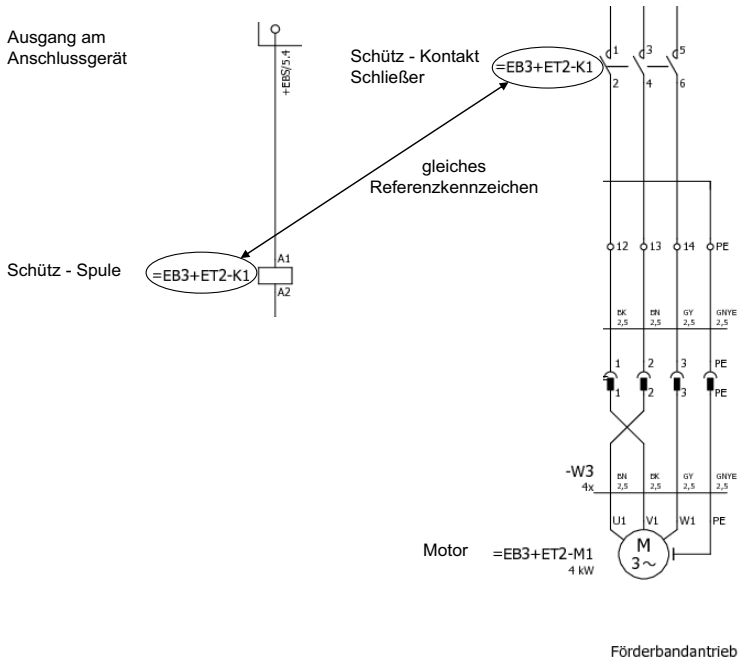 Ausgang am
Anschlussgerät
+EBS/5.4
Schütz - Kontakt
Schließer
=EB3+ET2-K1
1
3
5
2
4
6
gleiches
Referenzkennzeichen
Schütz - Spule
=EB3+ET2-K1
A1
A2
12
13
14
PE
BK
BN
GY
GNYE
2,5
2,5
2,5
2,5
1
2
3
PE
1
2
3
PE
-W3
4x
BN
BK
GY
GNYE
2,5
2,5
2,5
2,5
U1
V1
W1
PE
Motor
=EB3+ET2-M1
4 kW
M
3~
Förderbandantrieb